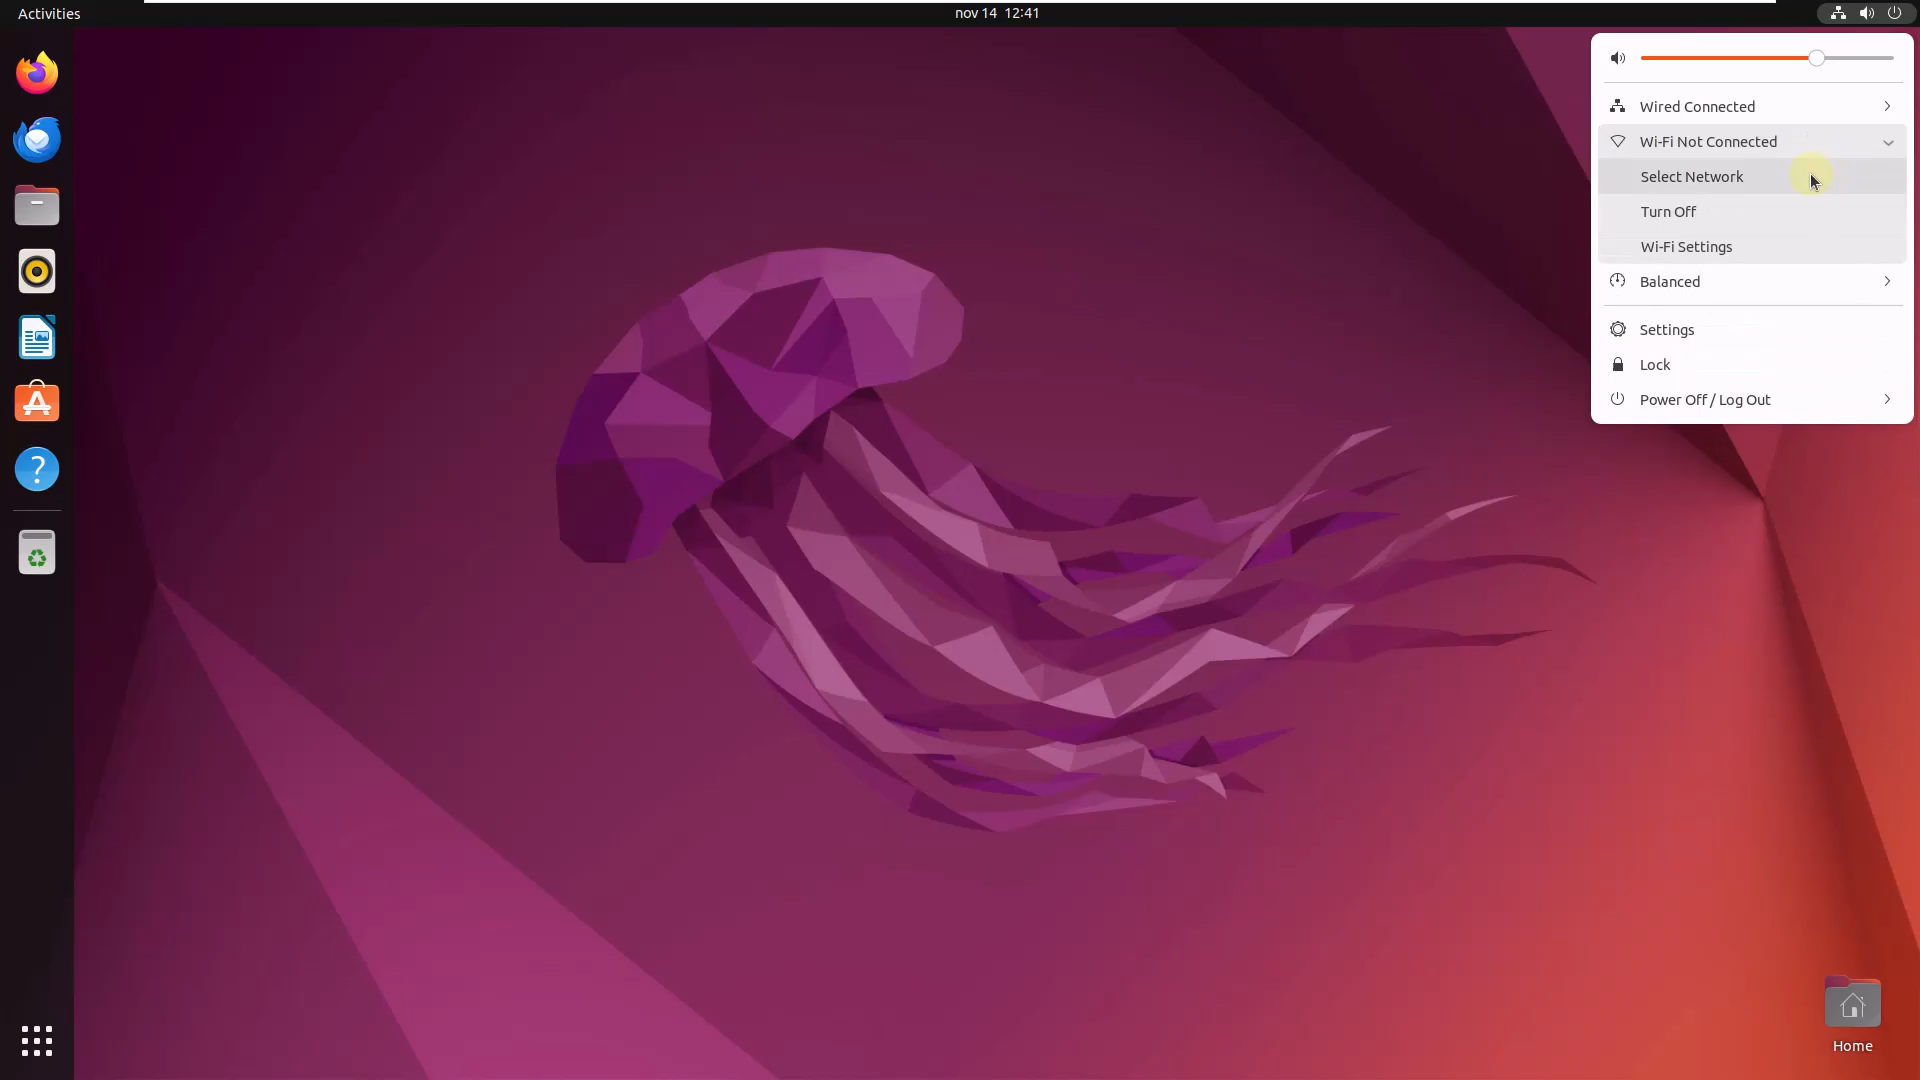 Activities
nov 14 12:41
Wired Connected
Wi-Fi Not Connected
Select Network
Turn Off
Wi-Fi Settings
Balanced
Settings
Lock
Power Off / Log Out
Home